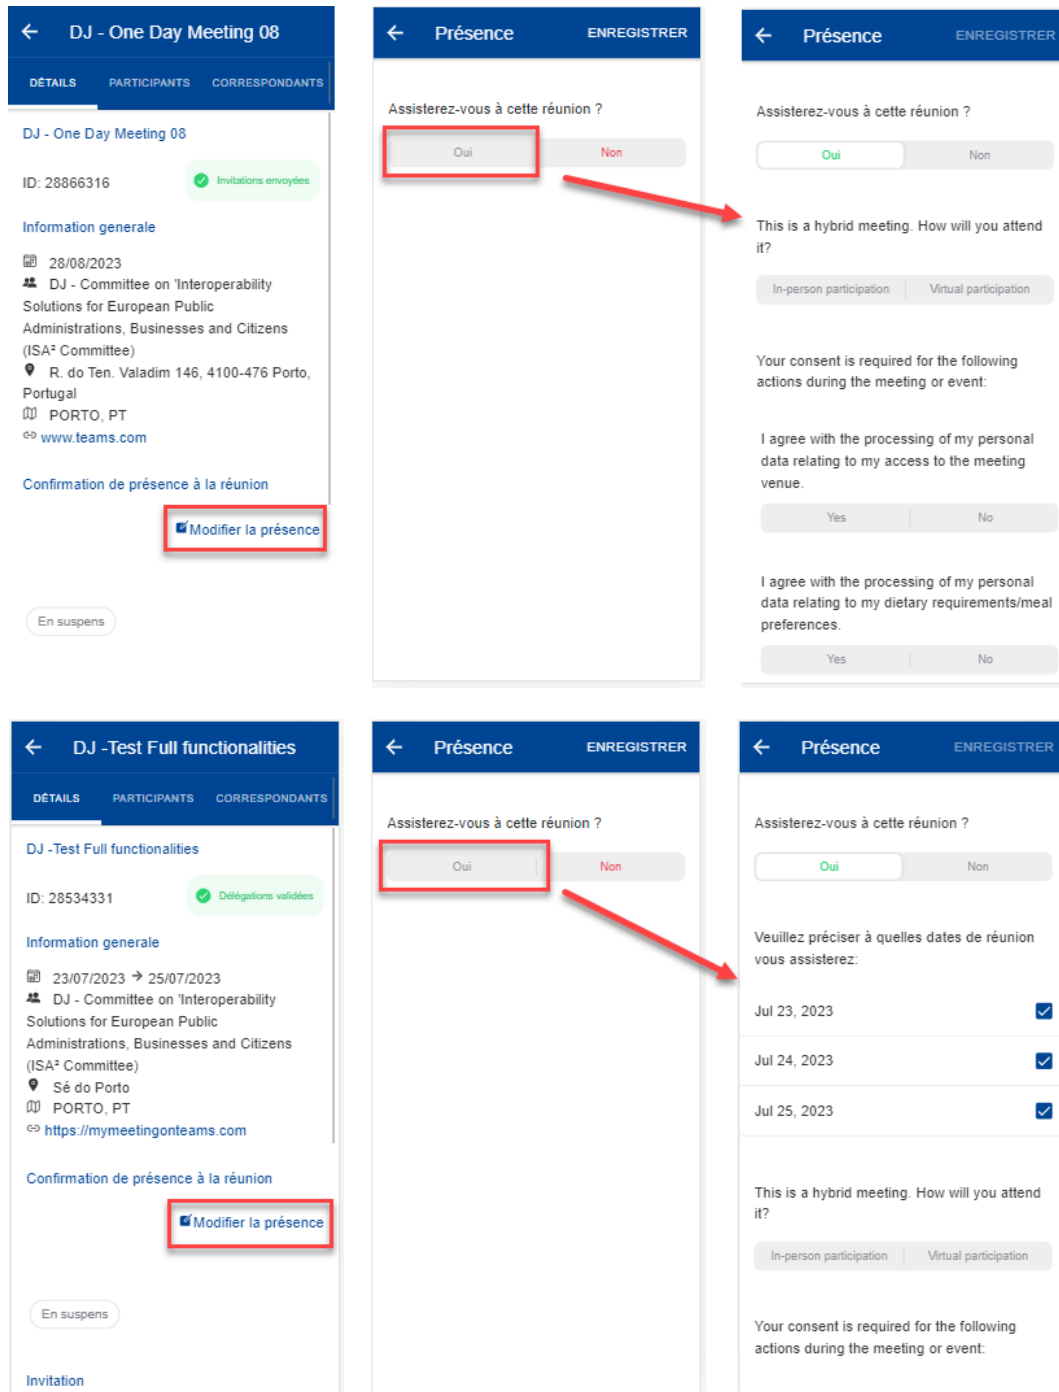 DJ - One Day Meeting 08
DÉTAILS PARTICIPANTS CORRESPONDANTS
DJ - One Day Meeting 08
ID: 28866316
Invitations envoyées
Information generale
28/08/2023
DJ - Committee on 'Interoperability
Solutions for European Public
Administrations, Businesses and Citizens
(ISA² Committee)
R. do Ten. Valadim 146, 4100-476 Porto,
Portugal
PORTO, PT
www.teams.com
Confirmation de présence à la réunion
Modifier la présence
En suspens
Présence ENREGISTRER
Assisterez-vous à cette réunion ?
Oui Non
Présence ENREGISTRER
Assisterez-vous à cette réunion ?
Oui Non
This is a hybrid meeting. How will you attend
it?
In-person participation Virtual participation
Your consent is required for the following
actions during the meeting or event:
I agree with the processing of my personal
data relating to my access to the meeting
venue.
Yes No
I agree with the processing of my personal
data relating to my dietary requirements/meal
preferences.
Yes No
DJ -Test Full functionalities
DÉTAILS PARTICIPANTS CORRESPONDANTS
DJ -Test Full functionalities
ID: 28534331
Délégations validées
Information generale
23/07/2023 → 25/07/2023
DJ - Committee on 'Interoperability
Solutions for European Public
Administrations, Businesses and Citizens
(ISA² Committee)
Sé do Porto
PORTO, PT
https://mymeetingonteams.com
Confirmation de présence à la réunion
Modifier la présence
En suspens
Invitation
Présence ENREGISTRER
Assisterez-vous à cette réunion ?
Oui Non
Présence ENREGISTRER
Assisterez-vous à cette réunion ?
Oui Non
Veuillez préciser à quelles dates de réunion
vous assisterez:
Jul 23, 2023
Jul 24, 2023
Jul 25, 2023
This is a hybrid meeting. How will you attend
it?
In-person participation Virtual participation
Your consent is required for the following
actions during the meeting or event: